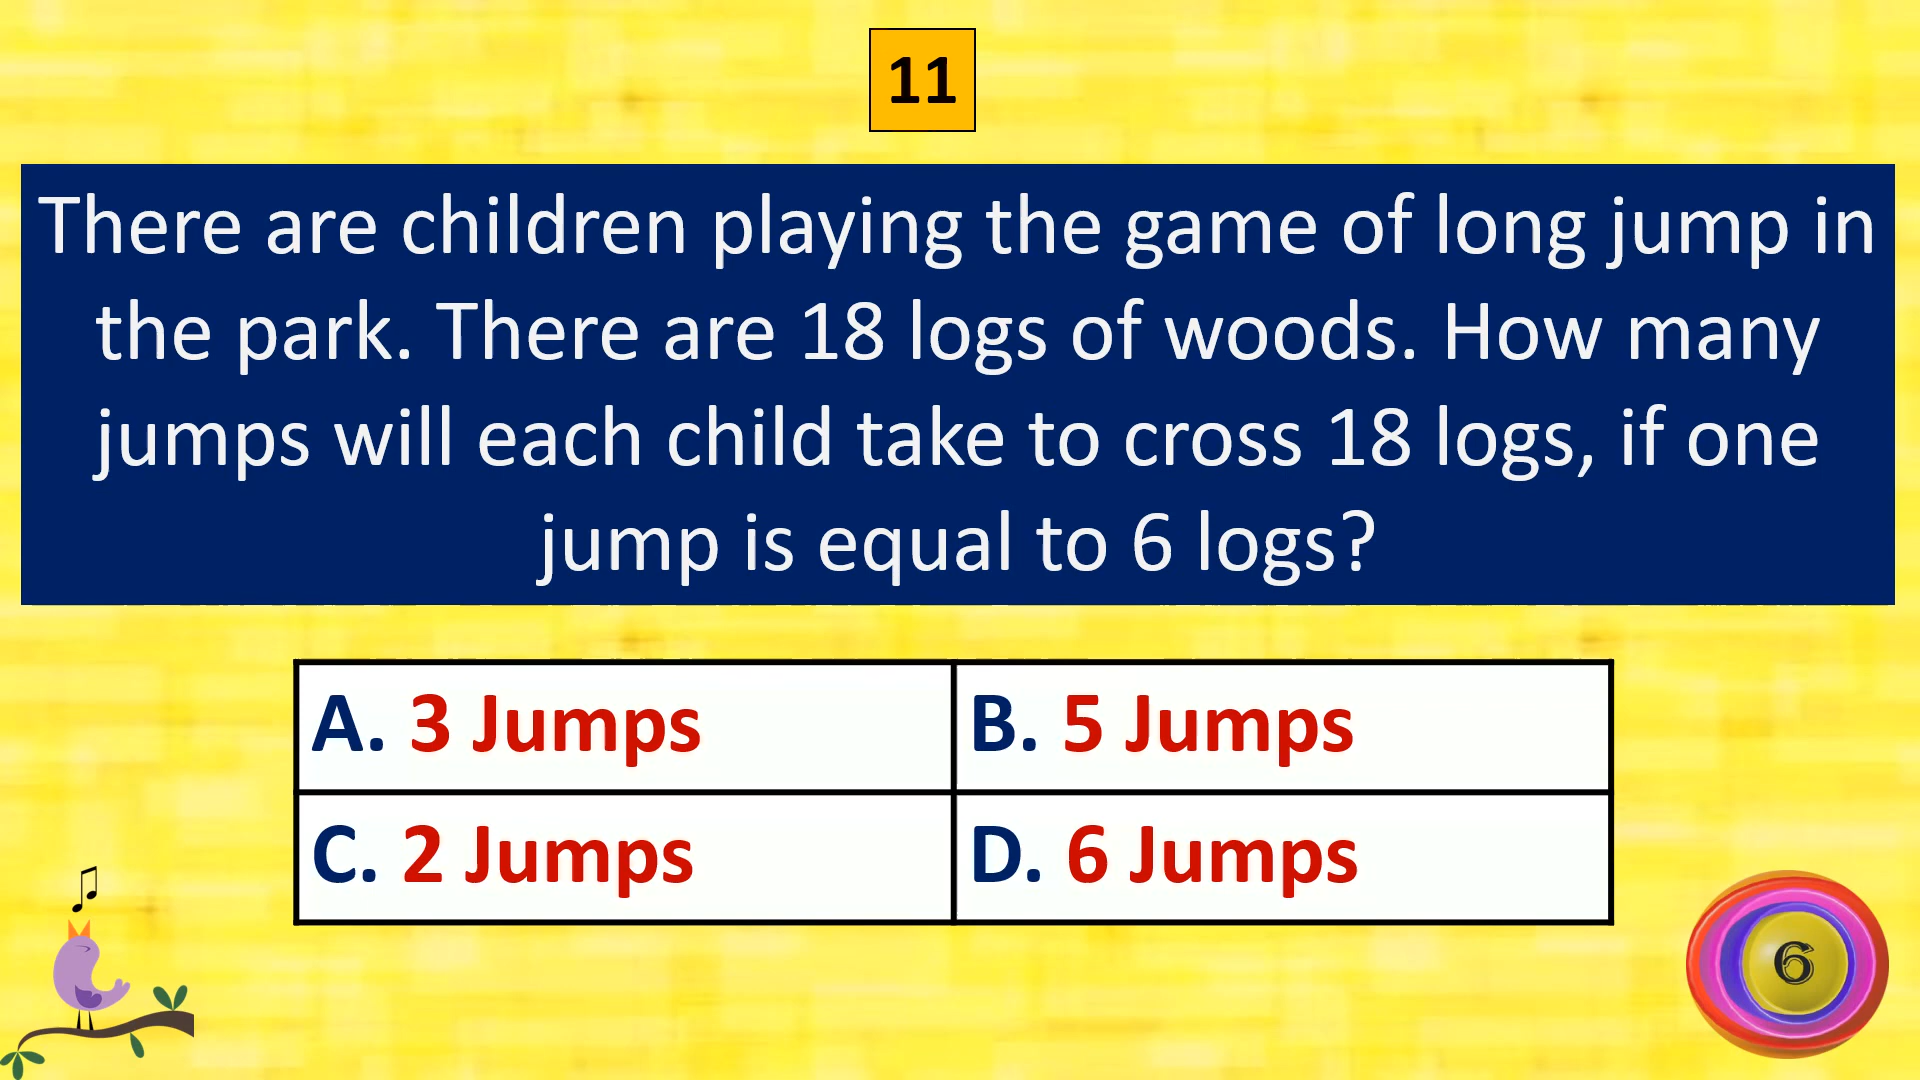 11
There are children playing the game of long jump in
the park. There are 18 logs of woods. How many
jumps will each child take to cross 18 logs, if one
jump is equal to 6 logs?
A. 3 Jumps
B. 5 Jumps
C. 2 Jumps
D. 6 Jumps
6